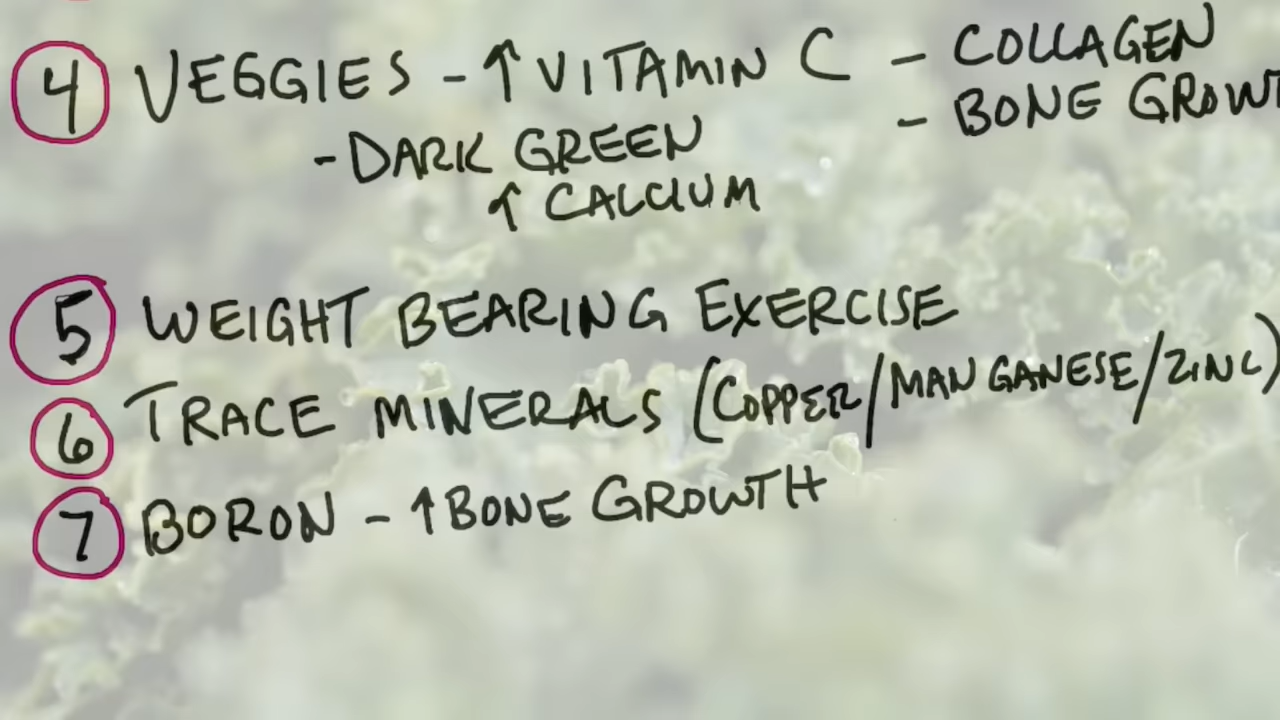 4 VEGGIES - ↑ VITAMIN C - COLLAGEN
- BONE GROWT
- DARK GREEN
↑ CALCIUM
5 WEIGHT BEARING EXERCISE
6 TRACE MINERALS (COPPER/MANGANESE/ZINC)
7 BORON - ↑ BONE GROWTH